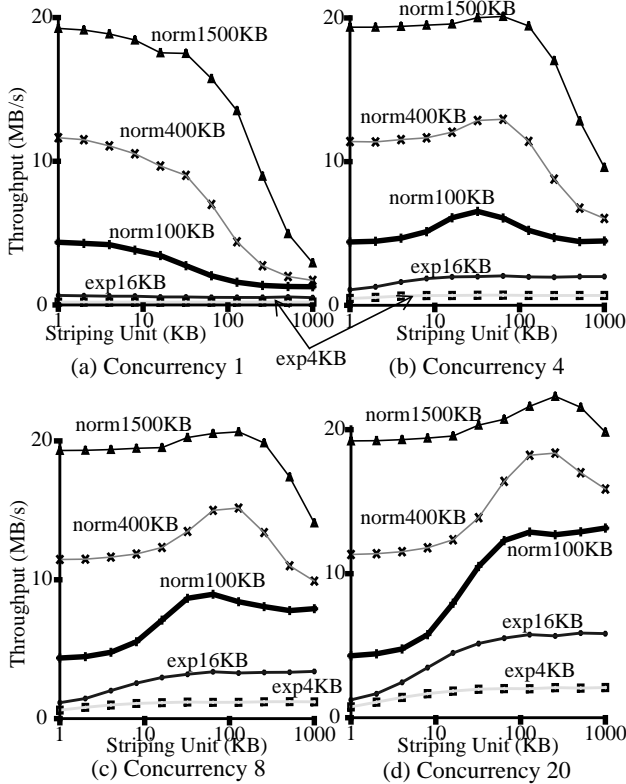 20
norm1500KB
norm400KB
norm100KB
exp16KB
10
0
1 10 100 1000
Throughput (MB/s)
Striping Unit (KB)
(a) Concurrency 1
20
norm1500KB
norm400KB
norm100KB
exp16KB
10
0
1 10 100 1000
Striping Unit (KB)
exp4KB
(b) Concurrency 4
norm1500KB
20
norm400KB
norm100KB
exp16KB
exp4KB
10
0
1 10 100 1000
Throughput (MB/s)
Striping Unit (KB)
(c) Concurrency 8
norm1500KB
20
norm400KB
norm100KB
exp16KB
exp4KB
10
0
1 10 100 1000
Striping Unit (KB)
(d) Concurrency 20